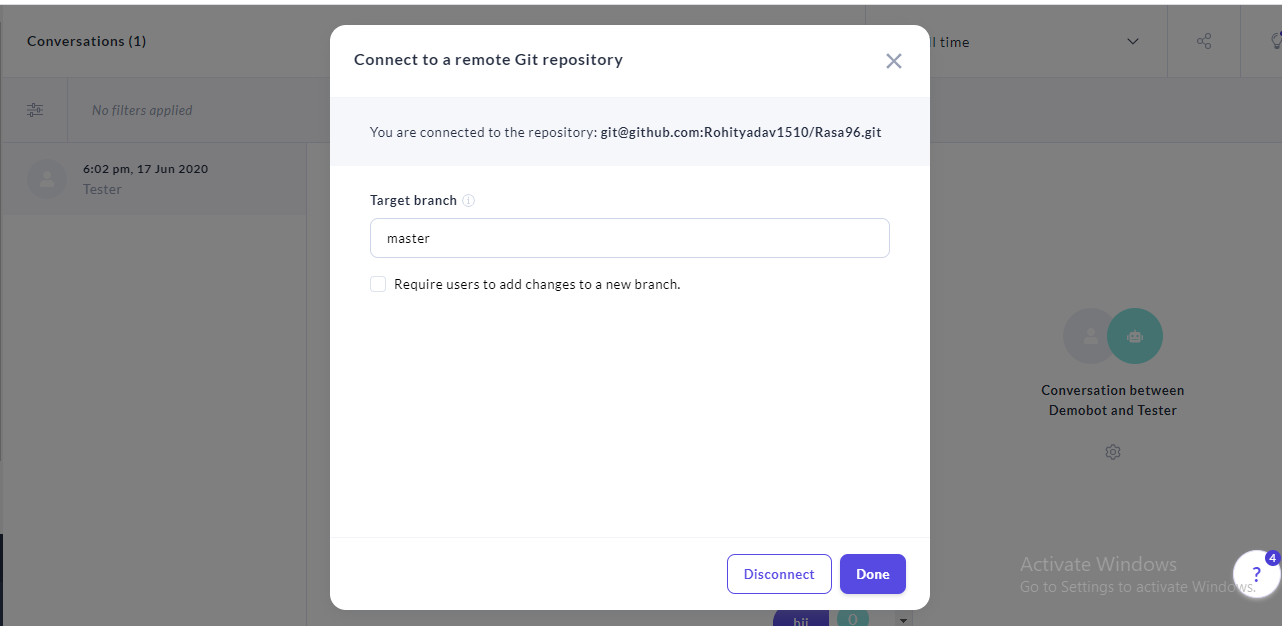 Conversations (1)
ll time
Connect to a remote Git repository
No filters applied
You are connected to the repository: git@github.com:Rohityadav1510/Rasa96.git
6:02 pm, 17 Jun 2020
Tester
Target branch
master
Require users to add changes to a new branch.
Conversation between
Demobot and Tester
Disconnect
Done
Activate Windows
Go to Settings to activate Windows.
4
?